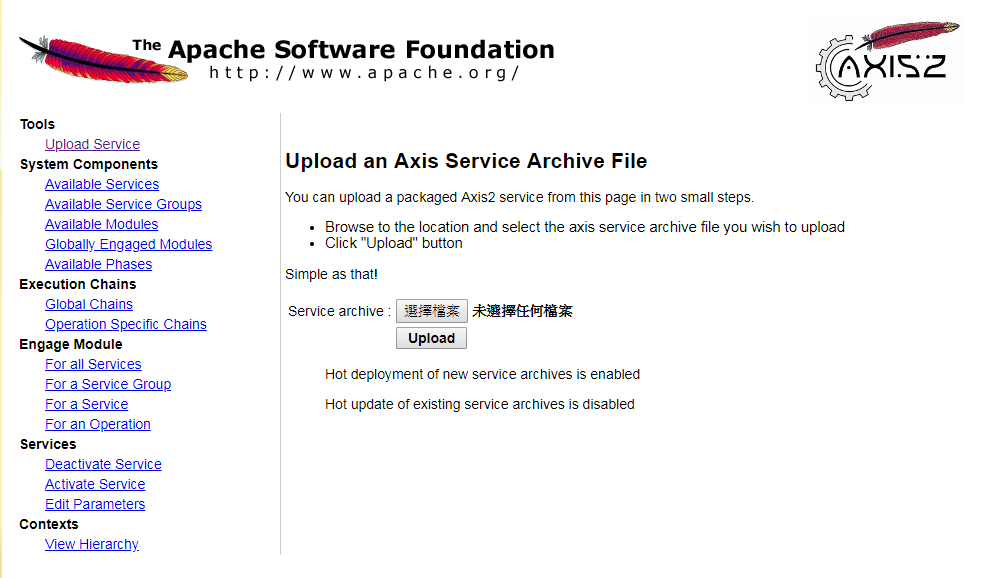 The Apache Software Foundation
http://www.apache.org/
AXIS2
Tools
Upload Service
System Components
Available Services
Available Service Groups
Available Modules
Globally Engaged Modules
Available Phases
Execution Chains
Global Chains
Operation Specific Chains
Engage Module
For all Services
For a Service Group
For a Service
For an Operation
Services
Deactivate Service
Activate Service
Edit Parameters
Contexts
View Hierarchy
Upload an Axis Service Archive File
You can upload a packaged Axis2 service from this page in two small steps.
• Browse to the location and select the axis service archive file you wish to upload
• Click "Upload" button
Simple as that!
Service archive : 選擇檔案 未選擇任何檔案
Upload
Hot deployment of new service archives is enabled
Hot update of existing service archives is disabled